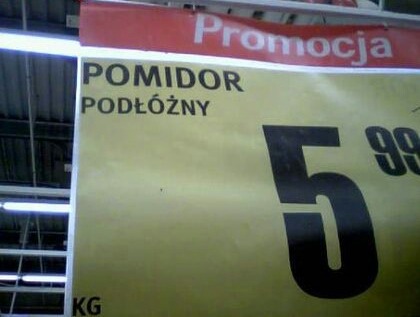 Promocja
POMIDOR
PODŁÓŻNY
5 99
KG